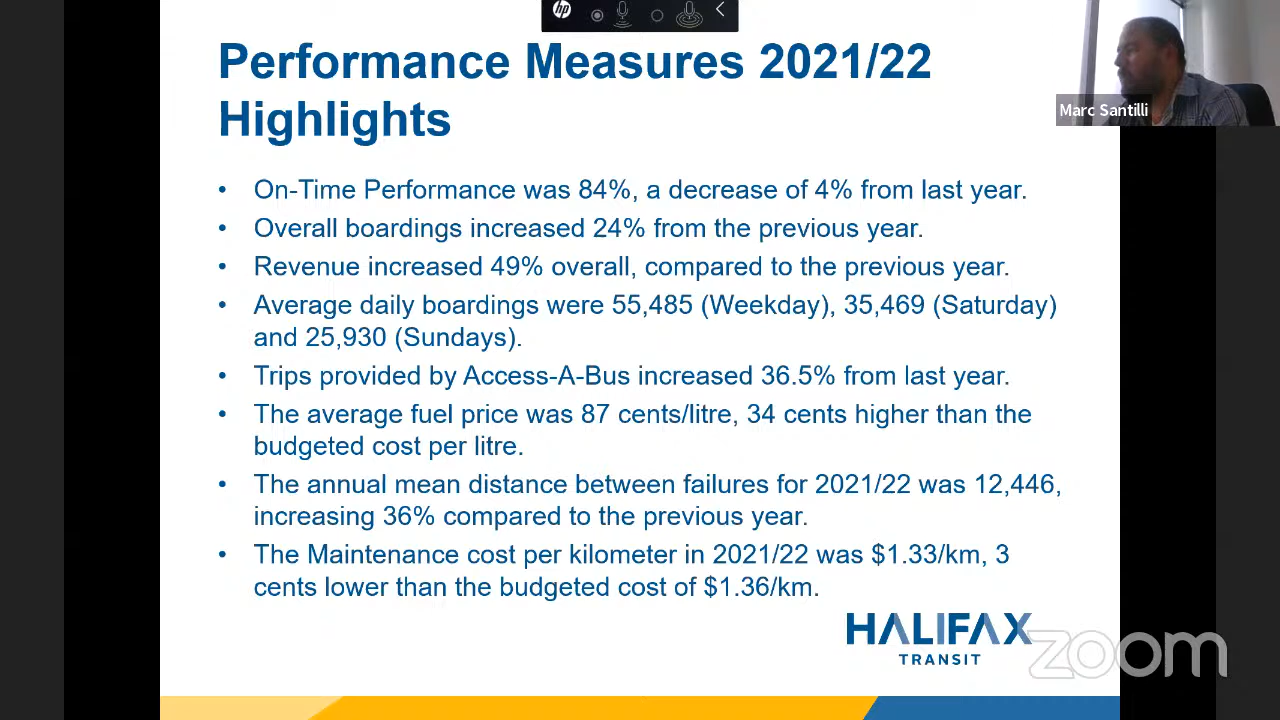 hp
Performance Measures 2021/22
Highlights
Marc Santilli
• On-Time Performance was 84%, a decrease of 4% from last year.
• Overall boardings increased 24% from the previous year.
• Revenue increased 49% overall, compared to the previous year.
• Average daily boardings were 55,485 (Weekday), 35,469 (Saturday)
and 25,930 (Sundays).
• Trips provided by Access-A-Bus increased 36.5% from last year.
• The average fuel price was 87 cents/litre, 34 cents higher than the
budgeted cost per litre.
• The annual mean distance between failures for 2021/22 was 12,446,
increasing 36% compared to the previous year.
• The Maintenance cost per kilometer in 2021/22 was $1.33/km, 3
cents lower than the budgeted cost of $1.36/km.
HALIFAX
TRANSIT
zoom